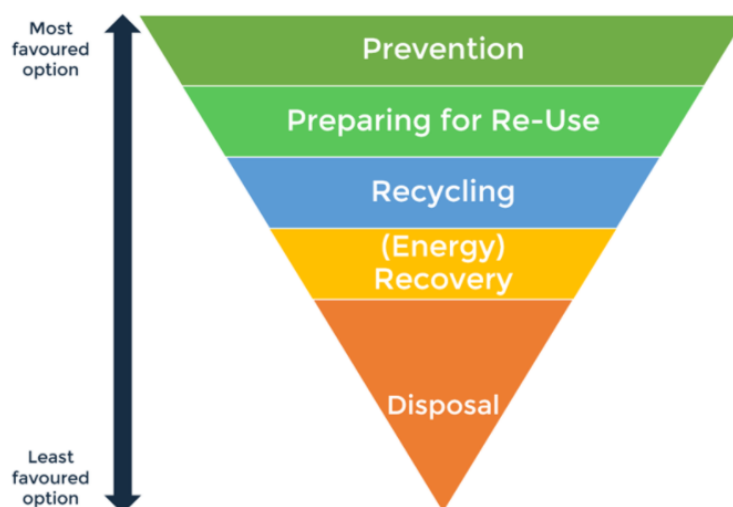 Most
favoured
option
Prevention
Preparing for Re-Use
Recycling
(Energy)
Recovery
Disposal
Least
favoured
option